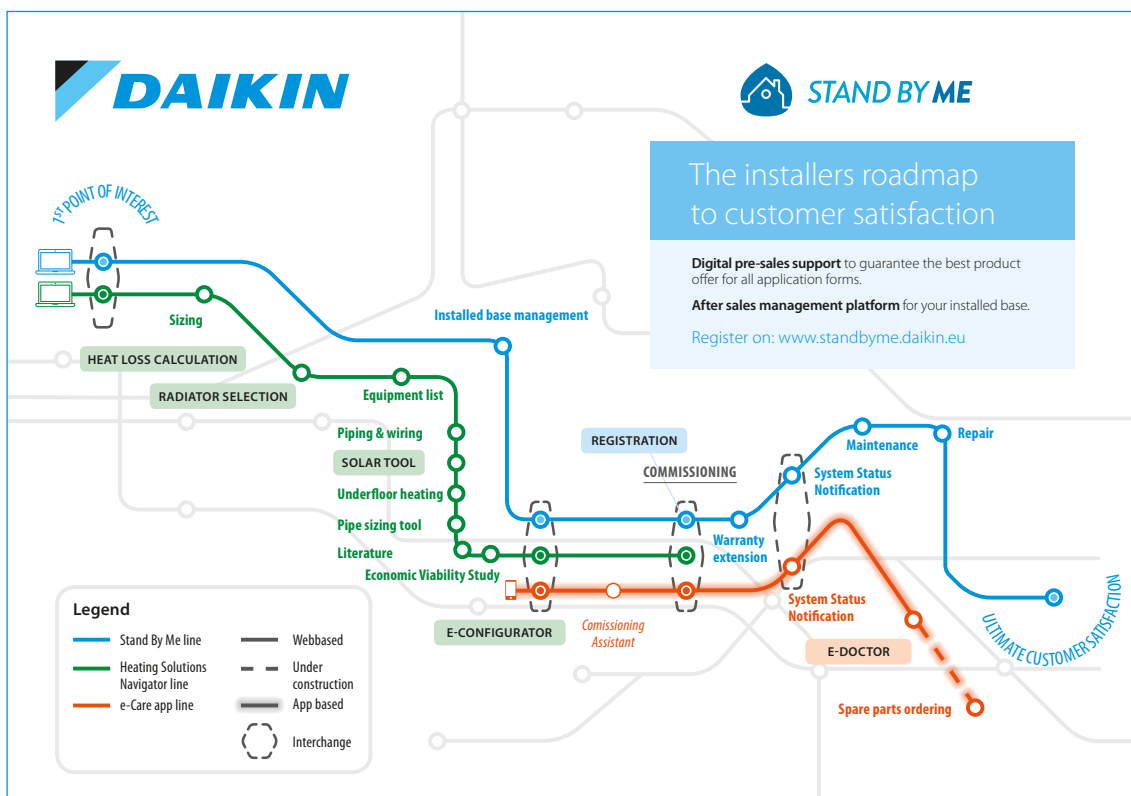 DAIKIN
STAND BY ME
The installers roadmap
to customer satisfaction
Digital pre-sales support to guarantee the best product
offer for all application forms.
After sales management platform for your installed base.
Register on: www.standbyme.daikin.eu
1ST POINT OF INTEREST
Sizing
HEAT LOSS CALCULATION
RADIATOR SELECTION
Equipment list
Installed base management
Piping & wiring
SOLAR TOOL
Underfloor heating
Pipe sizing tool
Literature
Economic Viability Study
REGISTRATION
COMMISSIONING
Warranty
extension
System Status
Notification
Maintenance
Repair
E-CONFIGURATOR
Comissioning
Assistant
System Status
Notification
E-DOCTOR
Spare parts ordering
ULTIMATE CUSTOMER SATISFACTION
Legend
Stand By Me line
Heating Solutions
Navigator line
e-Care app line
Webbased
Under
construction
App based
Interchange